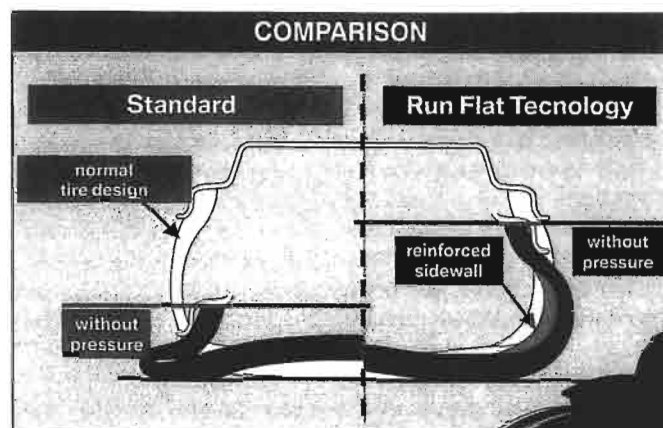 COMPARISON
Standard
Run Flat Tecnology
normal
tire design
without
pressure
reinforced
sidewall
without
pressure